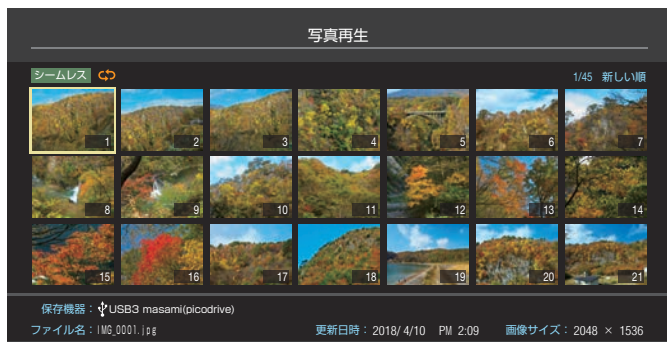 写真再生
シームレス
1/45 新しい順
1 2 3 4 5 6 7
8 9 10 11 12 13 14
15 16 17 18 19 20 21
保存機器：USB3 masami(picodrive)
ファイル名：IMG_0001.jpg 更新日時：2018/ 4/10 PM 2:09 画像サイズ：2048 × 1536